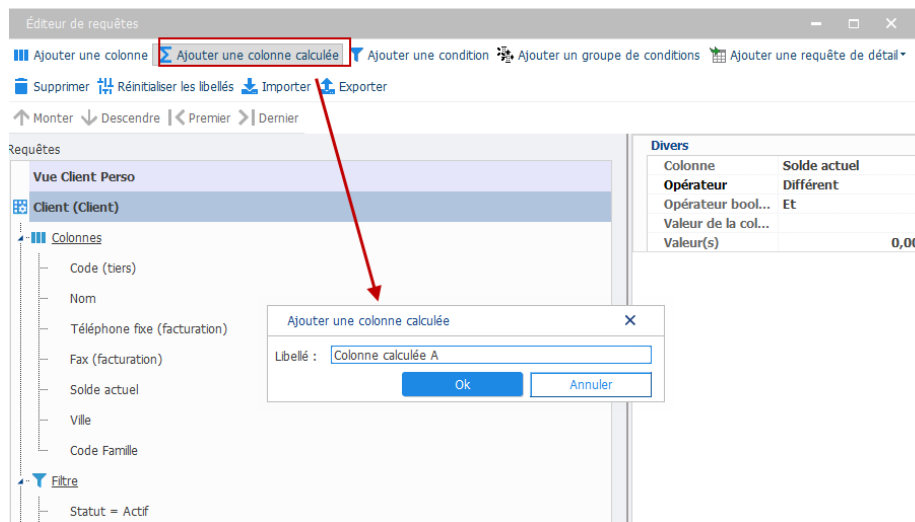 Éditeur de requêtes
Ajouter une colonne Ajouter une colonne calculée Ajouter une condition Ajouter un groupe de conditions Ajouter une requête de détail
Supprimer Réinitialiser les libellés Importer Exporter
Monter Descendre Premier Dernier
Requêtes
Vue Client Perso
Client (Client)
Colonnes
Code (tiers)
Nom
Téléphone fixe (facturation)
Fax (facturation)
Solde actuel
Ville
Code Famille
Filtre
Statut = Actif
Divers
Colonne Solde actuel
Opérateur Différent
Opérateur bool... Et
Valeur de la col...
Valeur(s) 0,00
Ajouter une colonne calculée
Libellé : Colonne calculée A
Ok Annuler